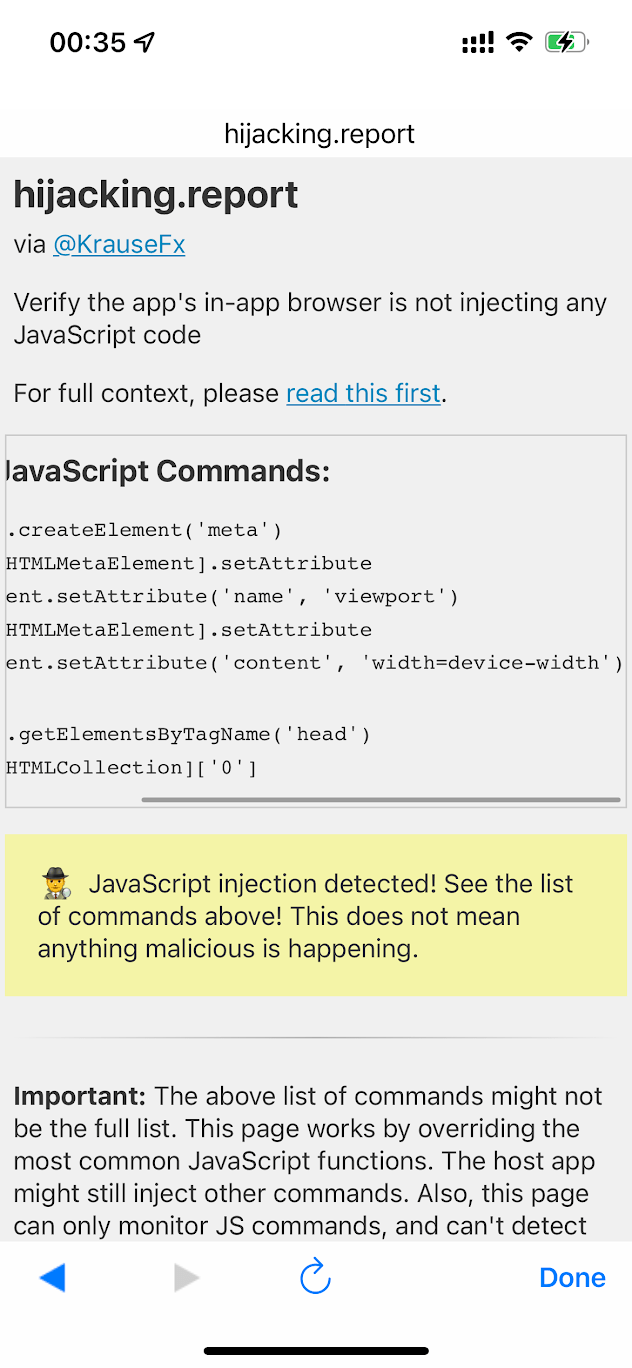 00:35
hijacking.report
hijacking.report
via @KrauseFx
Verify the app's in-app browser is not injecting any
JavaScript code
For full context, please read this first.
JavaScript Commands:
.createElement('meta')
HTMLMetaElement].setAttribute
ent.setAttribute('name', 'viewport')
HTMLMetaElement].setAttribute
ent.setAttribute('content', 'width=device-width')
.getElementsByTagName('head')
HTMLCollection]['0']
JavaScript injection detected! See the list
of commands above! This does not mean
anything malicious is happening.
Important: The above list of commands might not
be the full list. This page works by overriding the
most common JavaScript functions. The host app
might still inject other commands. Also, this page
can only monitor JS commands, and can't detect
Done